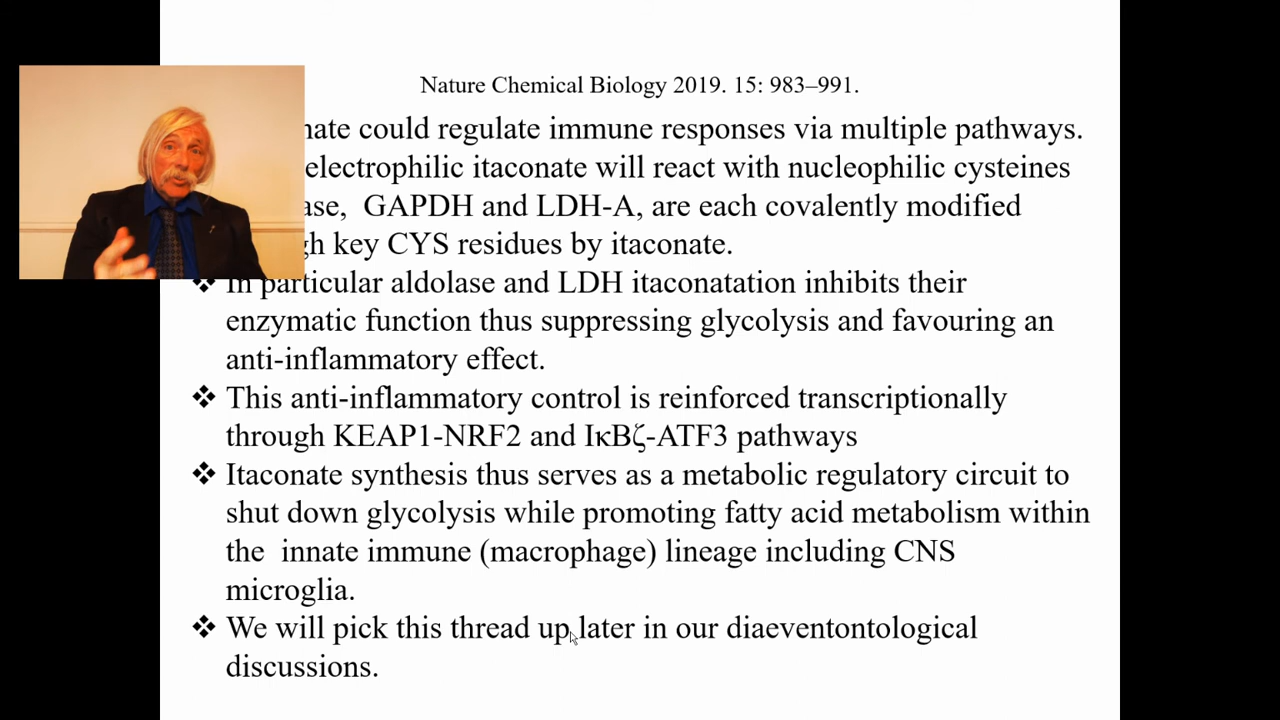 Nature Chemical Biology 2019. 15: 983–991.
could regulate immune responses via multiple pathways.
electrophilic itaconate will react with nucleophilic cysteines
GAPDH and LDH-A, are each covalently modified
key CYS residues by itaconate.
❖ In particular aldolase and LDH itaconatation inhibits their
enzymatic function thus suppressing glycolysis and favouring an
anti-inflammatory effect.
❖ This anti-inflammatory control is reinforced transcriptionally
through KEAP1-NRF2 and IκBζ-ATF3 pathways
❖ Itaconate synthesis thus serves as a metabolic regulatory circuit to
shut down glycolysis while promoting fatty acid metabolism within
the innate immune (macrophage) lineage including CNS
microglia.
❖ We will pick this thread up later in our diaeventontological
discussions.